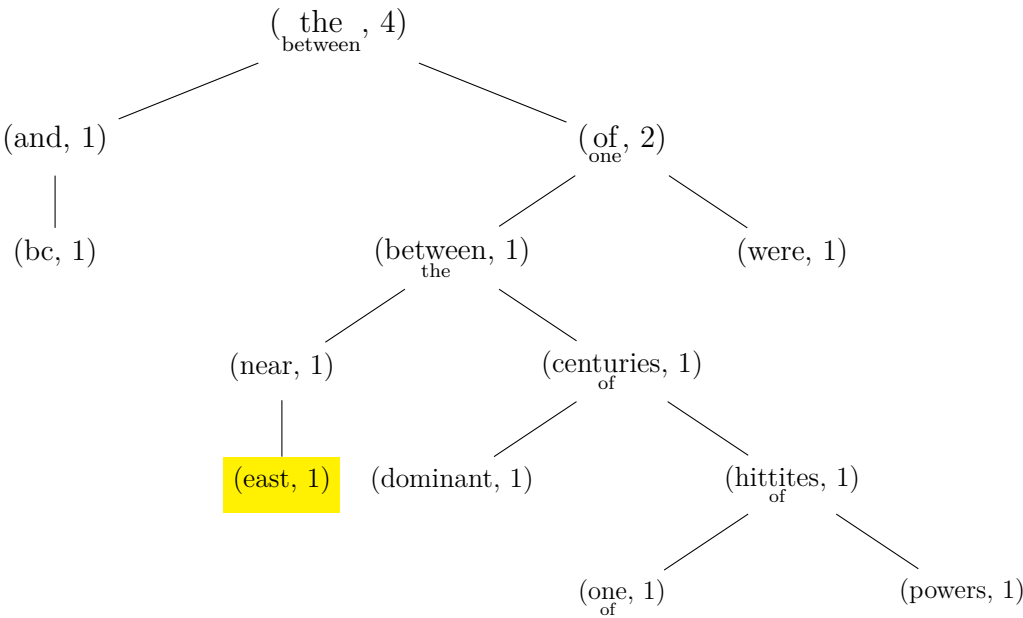 (the, 4)
between
(and, 1) (of, 2)
one
(bc, 1) (between, 1) (were, 1)
the
(near, 1) (centuries, 1)
of
(east, 1) (dominant, 1) (hittites, 1)
of
(one, 1) (powers, 1)
of